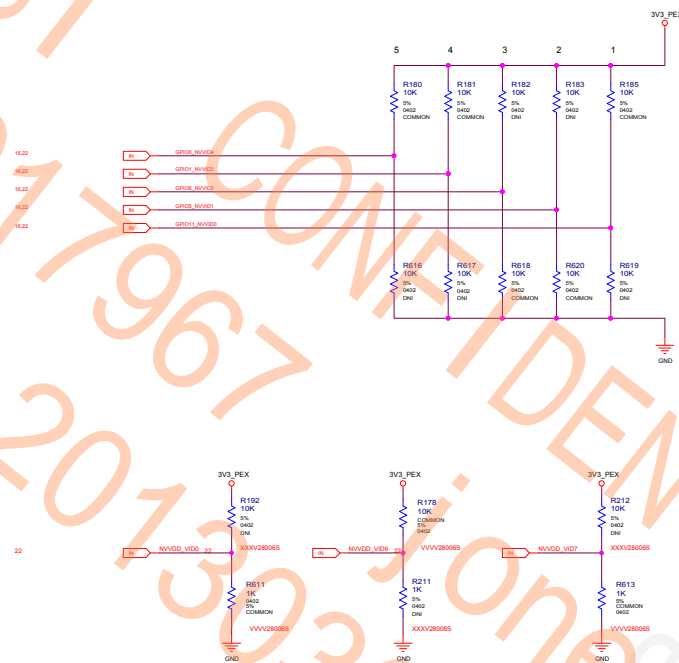 3V3_PEX
5 4 3 2 1
R180 R181 R182 R183 R185
10K 10K 10K 10K 10K
5% 5% 5% 5% 5%
0402 0402 0402 0402 0402
COMMON COMMON DNI DNI COMMON
16,22 IN GPIO0_NVVID4
16,22 IN GPIO1_NVVID3
16,22 IN GPIO6_NVVID2
16,22 IN GPIO5_NVVID1
16,22 IN GPIO11_NVVID0
R616 R617 R618 R620 R619
10K 10K 10K 10K 10K
5% 5% 5% 5% 5%
0402 0402 0402 0402 0402
DNI DNI COMMON COMMON DNI
GND
3V3_PEX 3V3_PEX 3V3_PEX
R192 R178 R212
10K 10K 10K
5% COMMON 5%
0402 5% 0402
DNI 0402 DNI
22 IN NVVDD_VID0 22 XXXV28006S IN NVVDD_VID6 VVVV28006S IN NVVDD_VID7 XXXV28006S
R611 R211 R613
1K 1K 1K
0402 5% 5%
5% 0402 COMMON
COMMON DNI 0402
VVVV28006S XXXV28006S VVVV28006S
GND GND GND
CONFIDEN
17967
jone